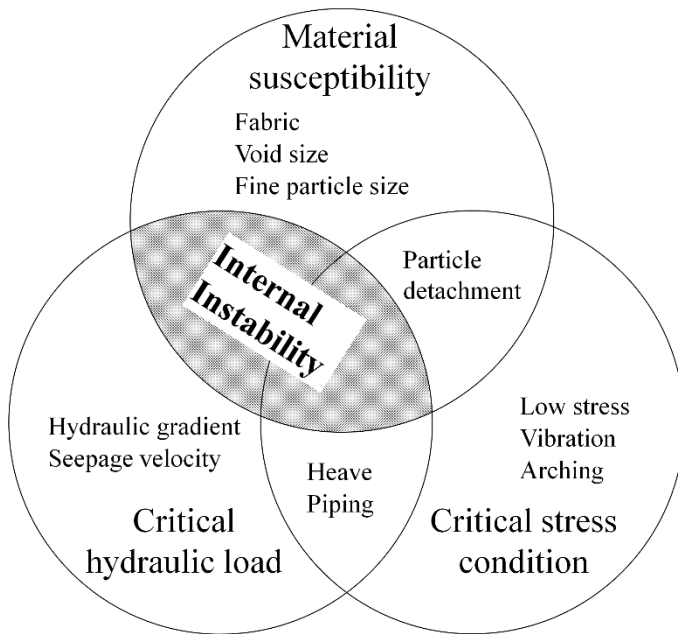 Material
susceptibility
Fabric
Void size
Fine particle size
Internal
Instability
Particle
detachment
Hydraulic gradient
Seepage velocity
Low stress
Vibration
Arching
Heave
Piping
Critical
hydraulic load
Critical stress
condition